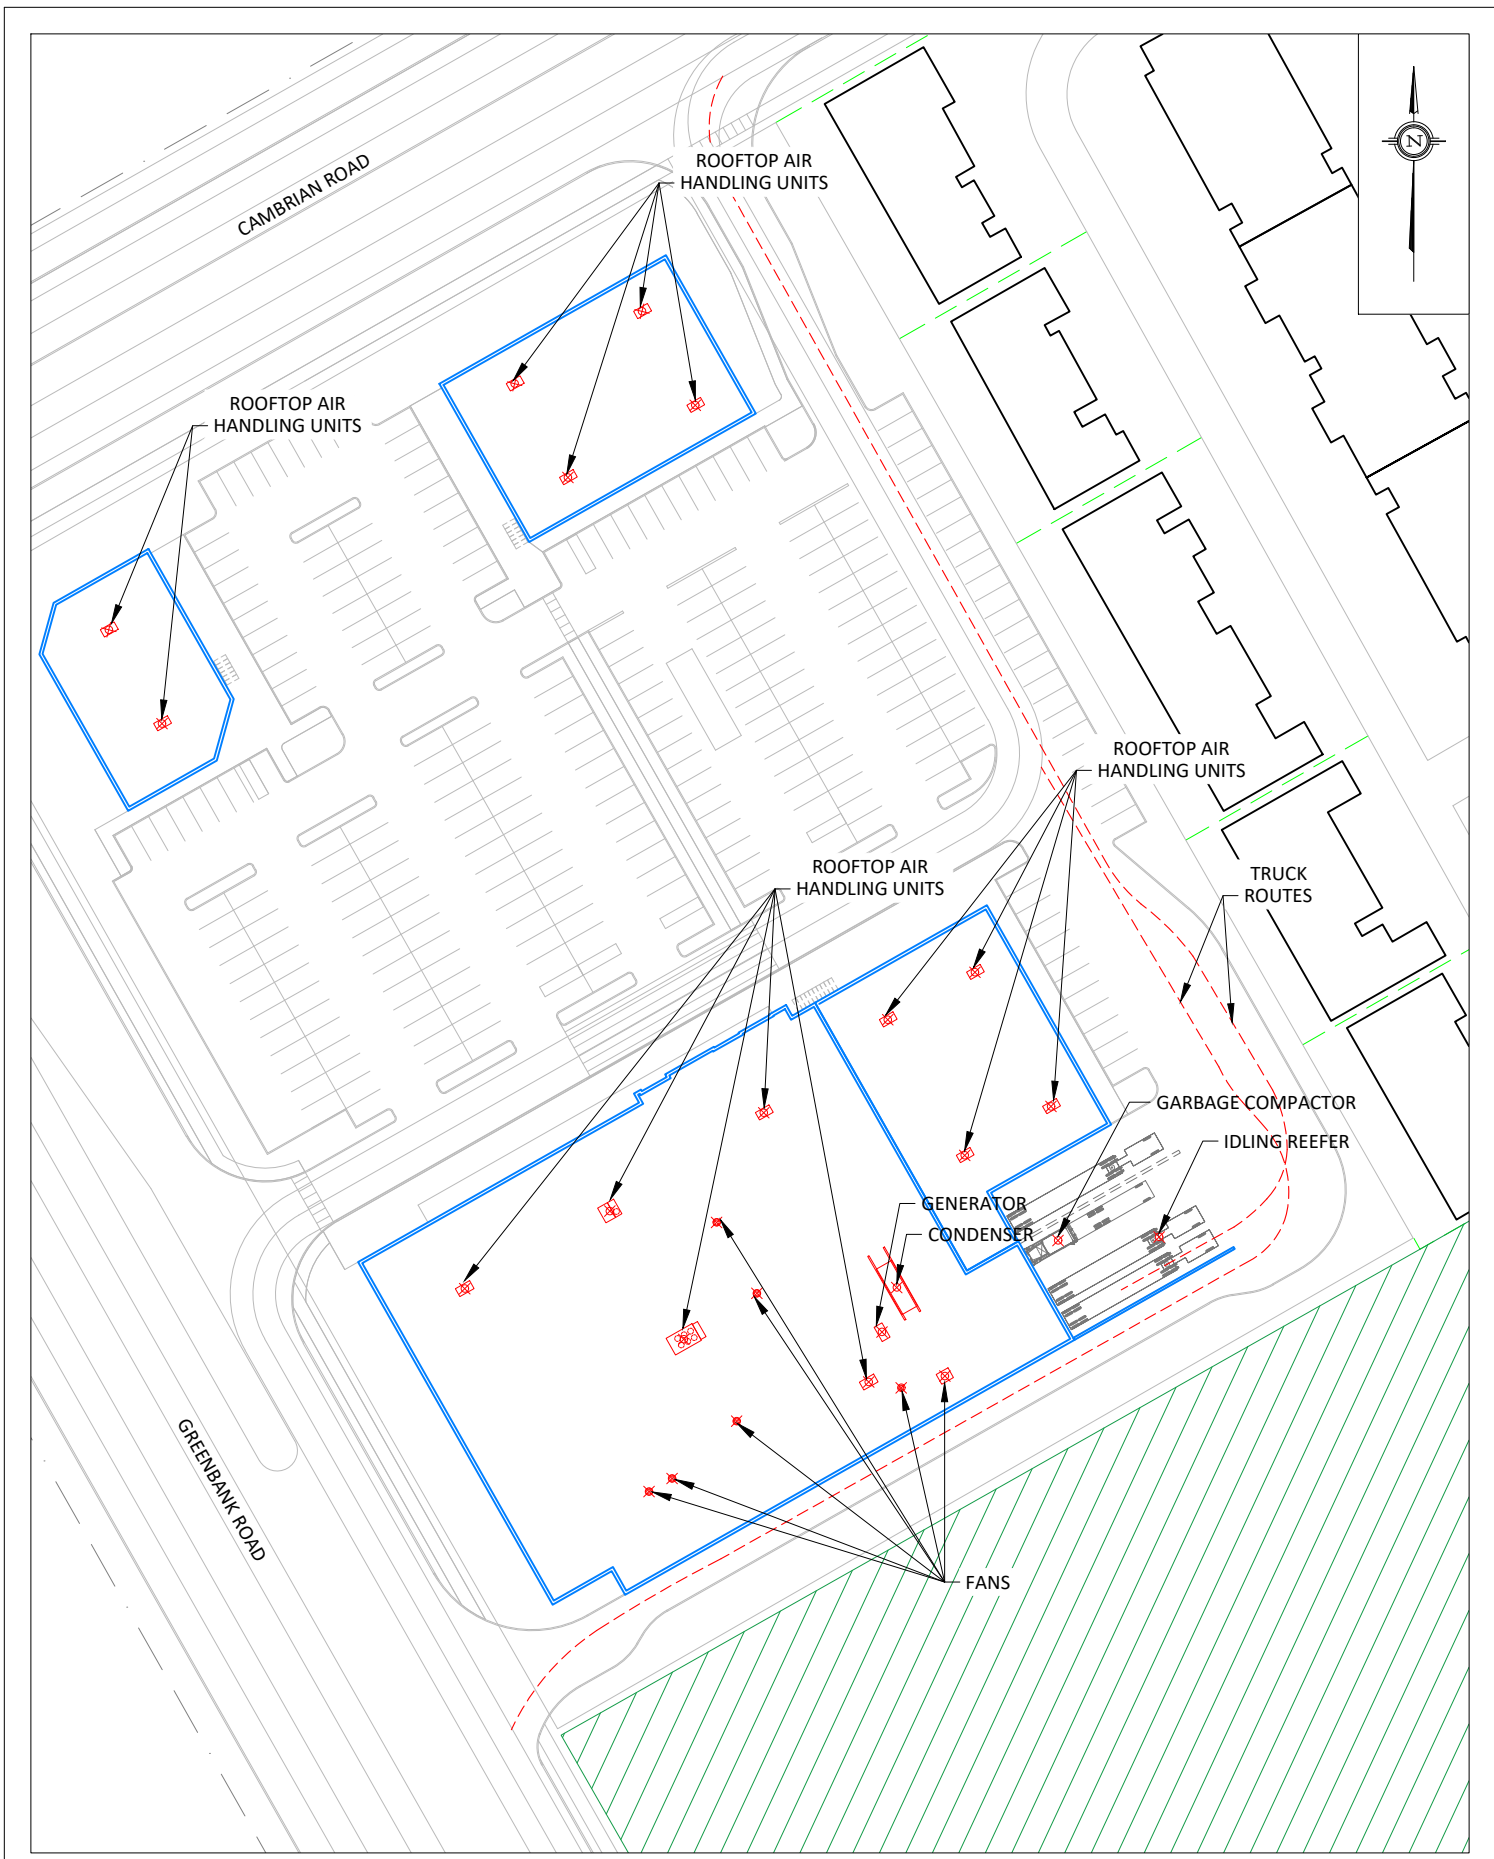 ROOFTOP AIR
HANDLING UNITS
CAMBRIAN ROAD
N
ROOFTOP AIR
HANDLING UNITS
ROOFTOP AIR
HANDLING UNITS
ROOFTOP AIR
HANDLING UNITS
TRUCK
ROUTES
GARBAGE COMPACTOR
IDLING REEFER
GENERATOR
CONDENSER
GREENBANK ROAD
FANS